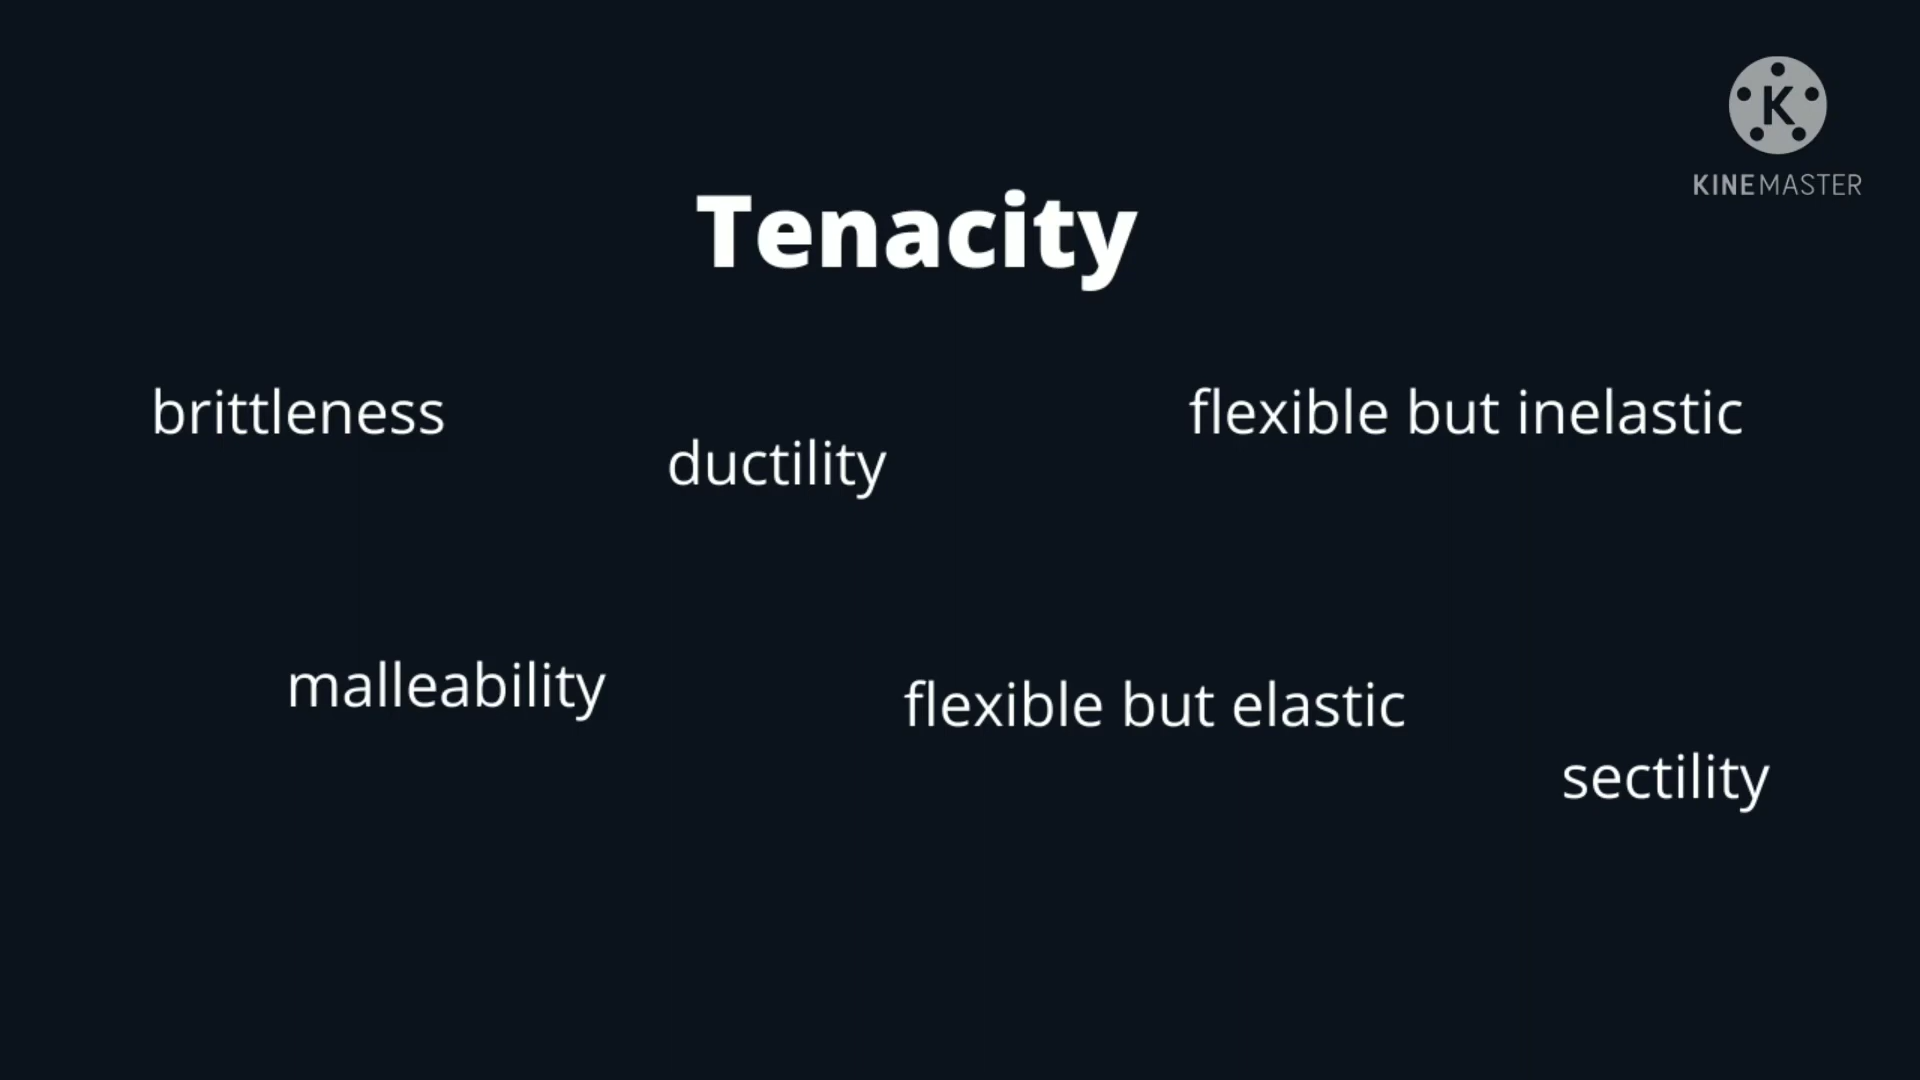 K
KINEMASTER
Tenacity
brittleness
ductility
flexible but inelastic
malleability
flexible but elastic
sectility